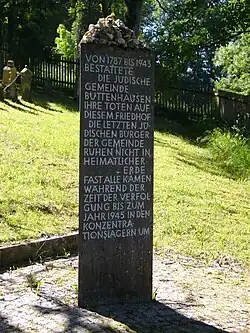 VON 1787 BIS 1943
BESTATTETE
DIE JÜDISCHE
GEMEINDE
BUTTENHAUSEN
IHRE TOTEN AUF
DIESEM FRIEDHOF
DIE LETZTEN JÜ-
DISCHEN BÜRGER
DER GEMEINDE
RUHEN NICHT IN
HEIMATLICHER
ERDE
FAST ALLE KAMEN
WÄHREND DER
ZEIT DER VERFOL
GUNG BIS ZUM
JAHR 1945 IN DEN
KONZENTRA-
TIONSLAGERN UM